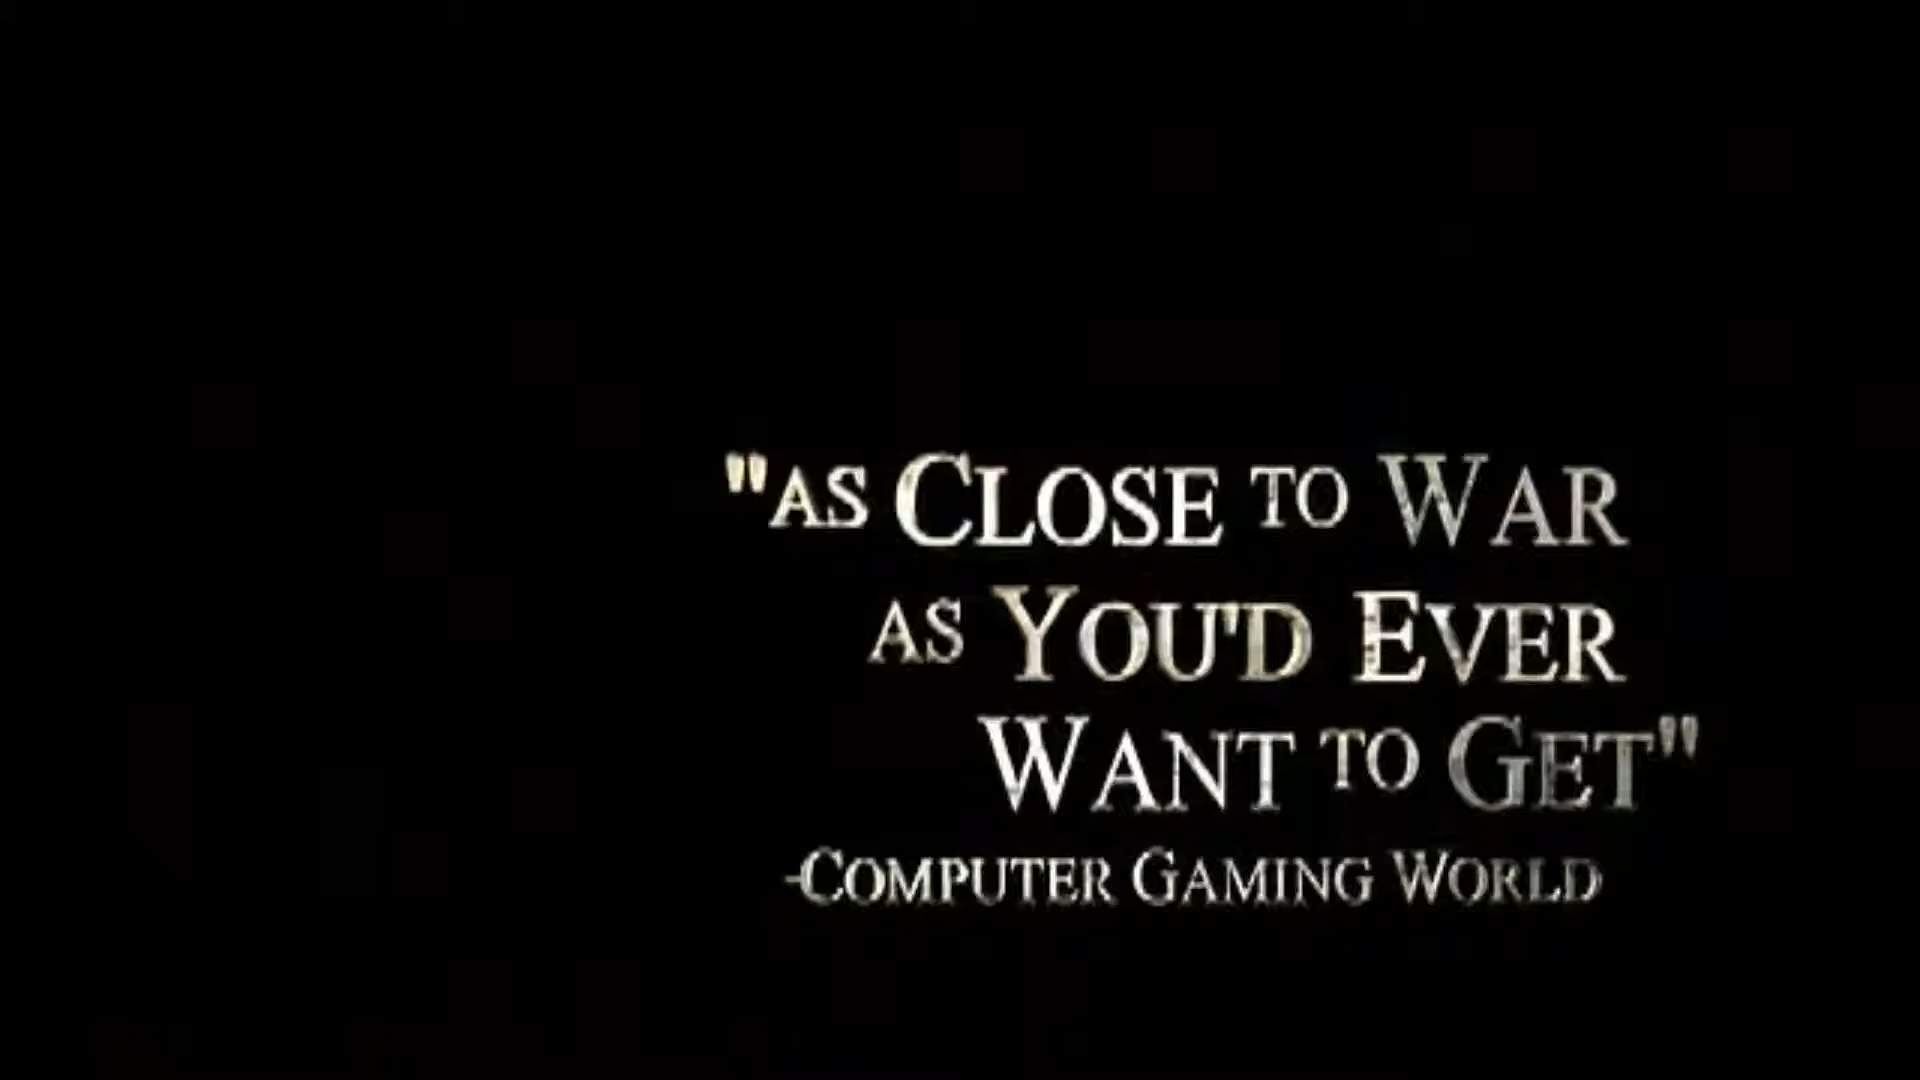 "AS CLOSE TO WAR
AS YOU'D EVER
WANT TO GET"
-COMPUTER GAMING WORLD